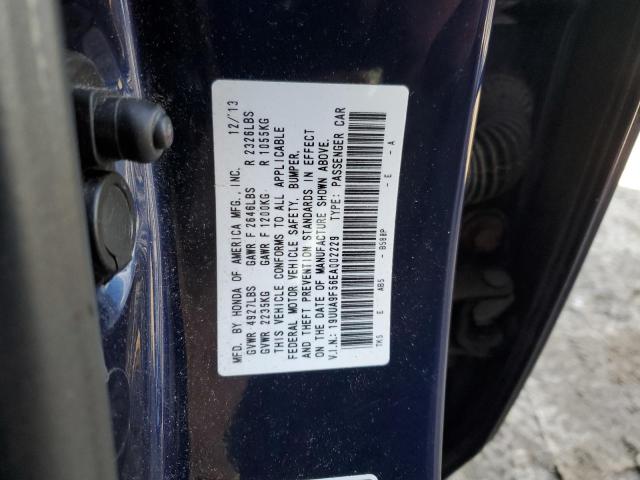 MFD. BY HONDA OF AMERICA MFG., INC. 12/13
GVWR 4927LBS GAWR F 2646LBS R 2326LBS
GVWR 2235KG GAWR F 1200KG R 1055KG
THIS VEHICLE CONFORMS TO ALL APPLICABLE
FEDERAL MOTOR VEHICLE SAFETY, BUMPER,
AND THEFT PREVENTION STANDARDS IN EFFECT
ON THE DATE OF MANUFACTURE SHOWN ABOVE.
V.I.N.: 19UUA9F56EA002229 TYPE: PASSENGER CAR
TK5 E AB5 - B588P - E - A